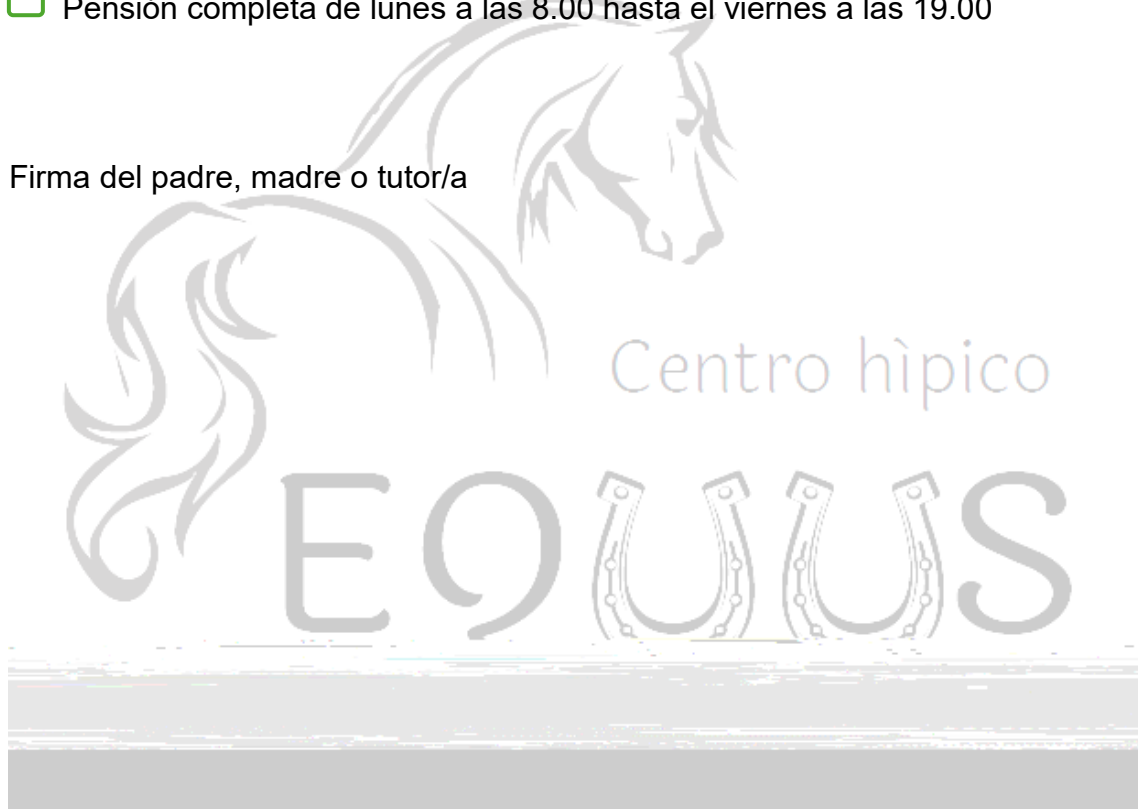 Pensión completa de lunes a las 8.00 hasta el viernes a las 19.00
Firma del padre, madre o tutor/a
Centro hìpico
EQUUS